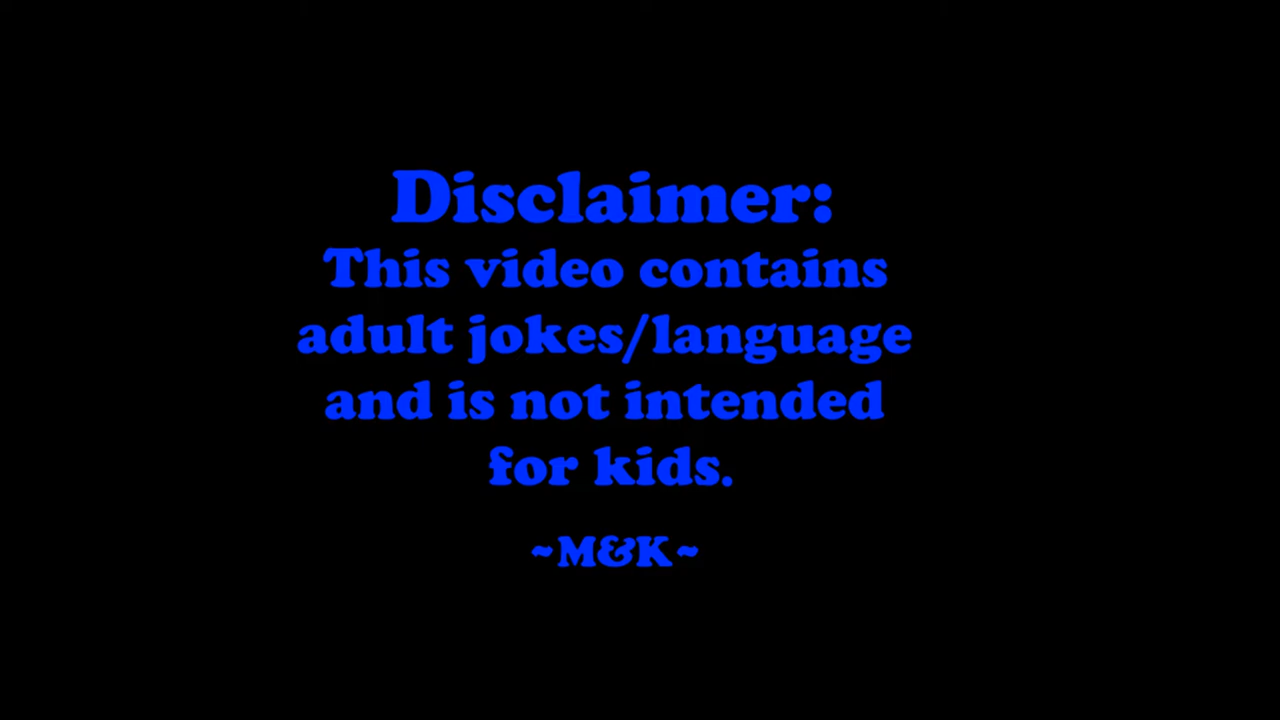 Disclaimer:
This video contains
adult jokes/language
and is not intended
for kids.
~M&K~